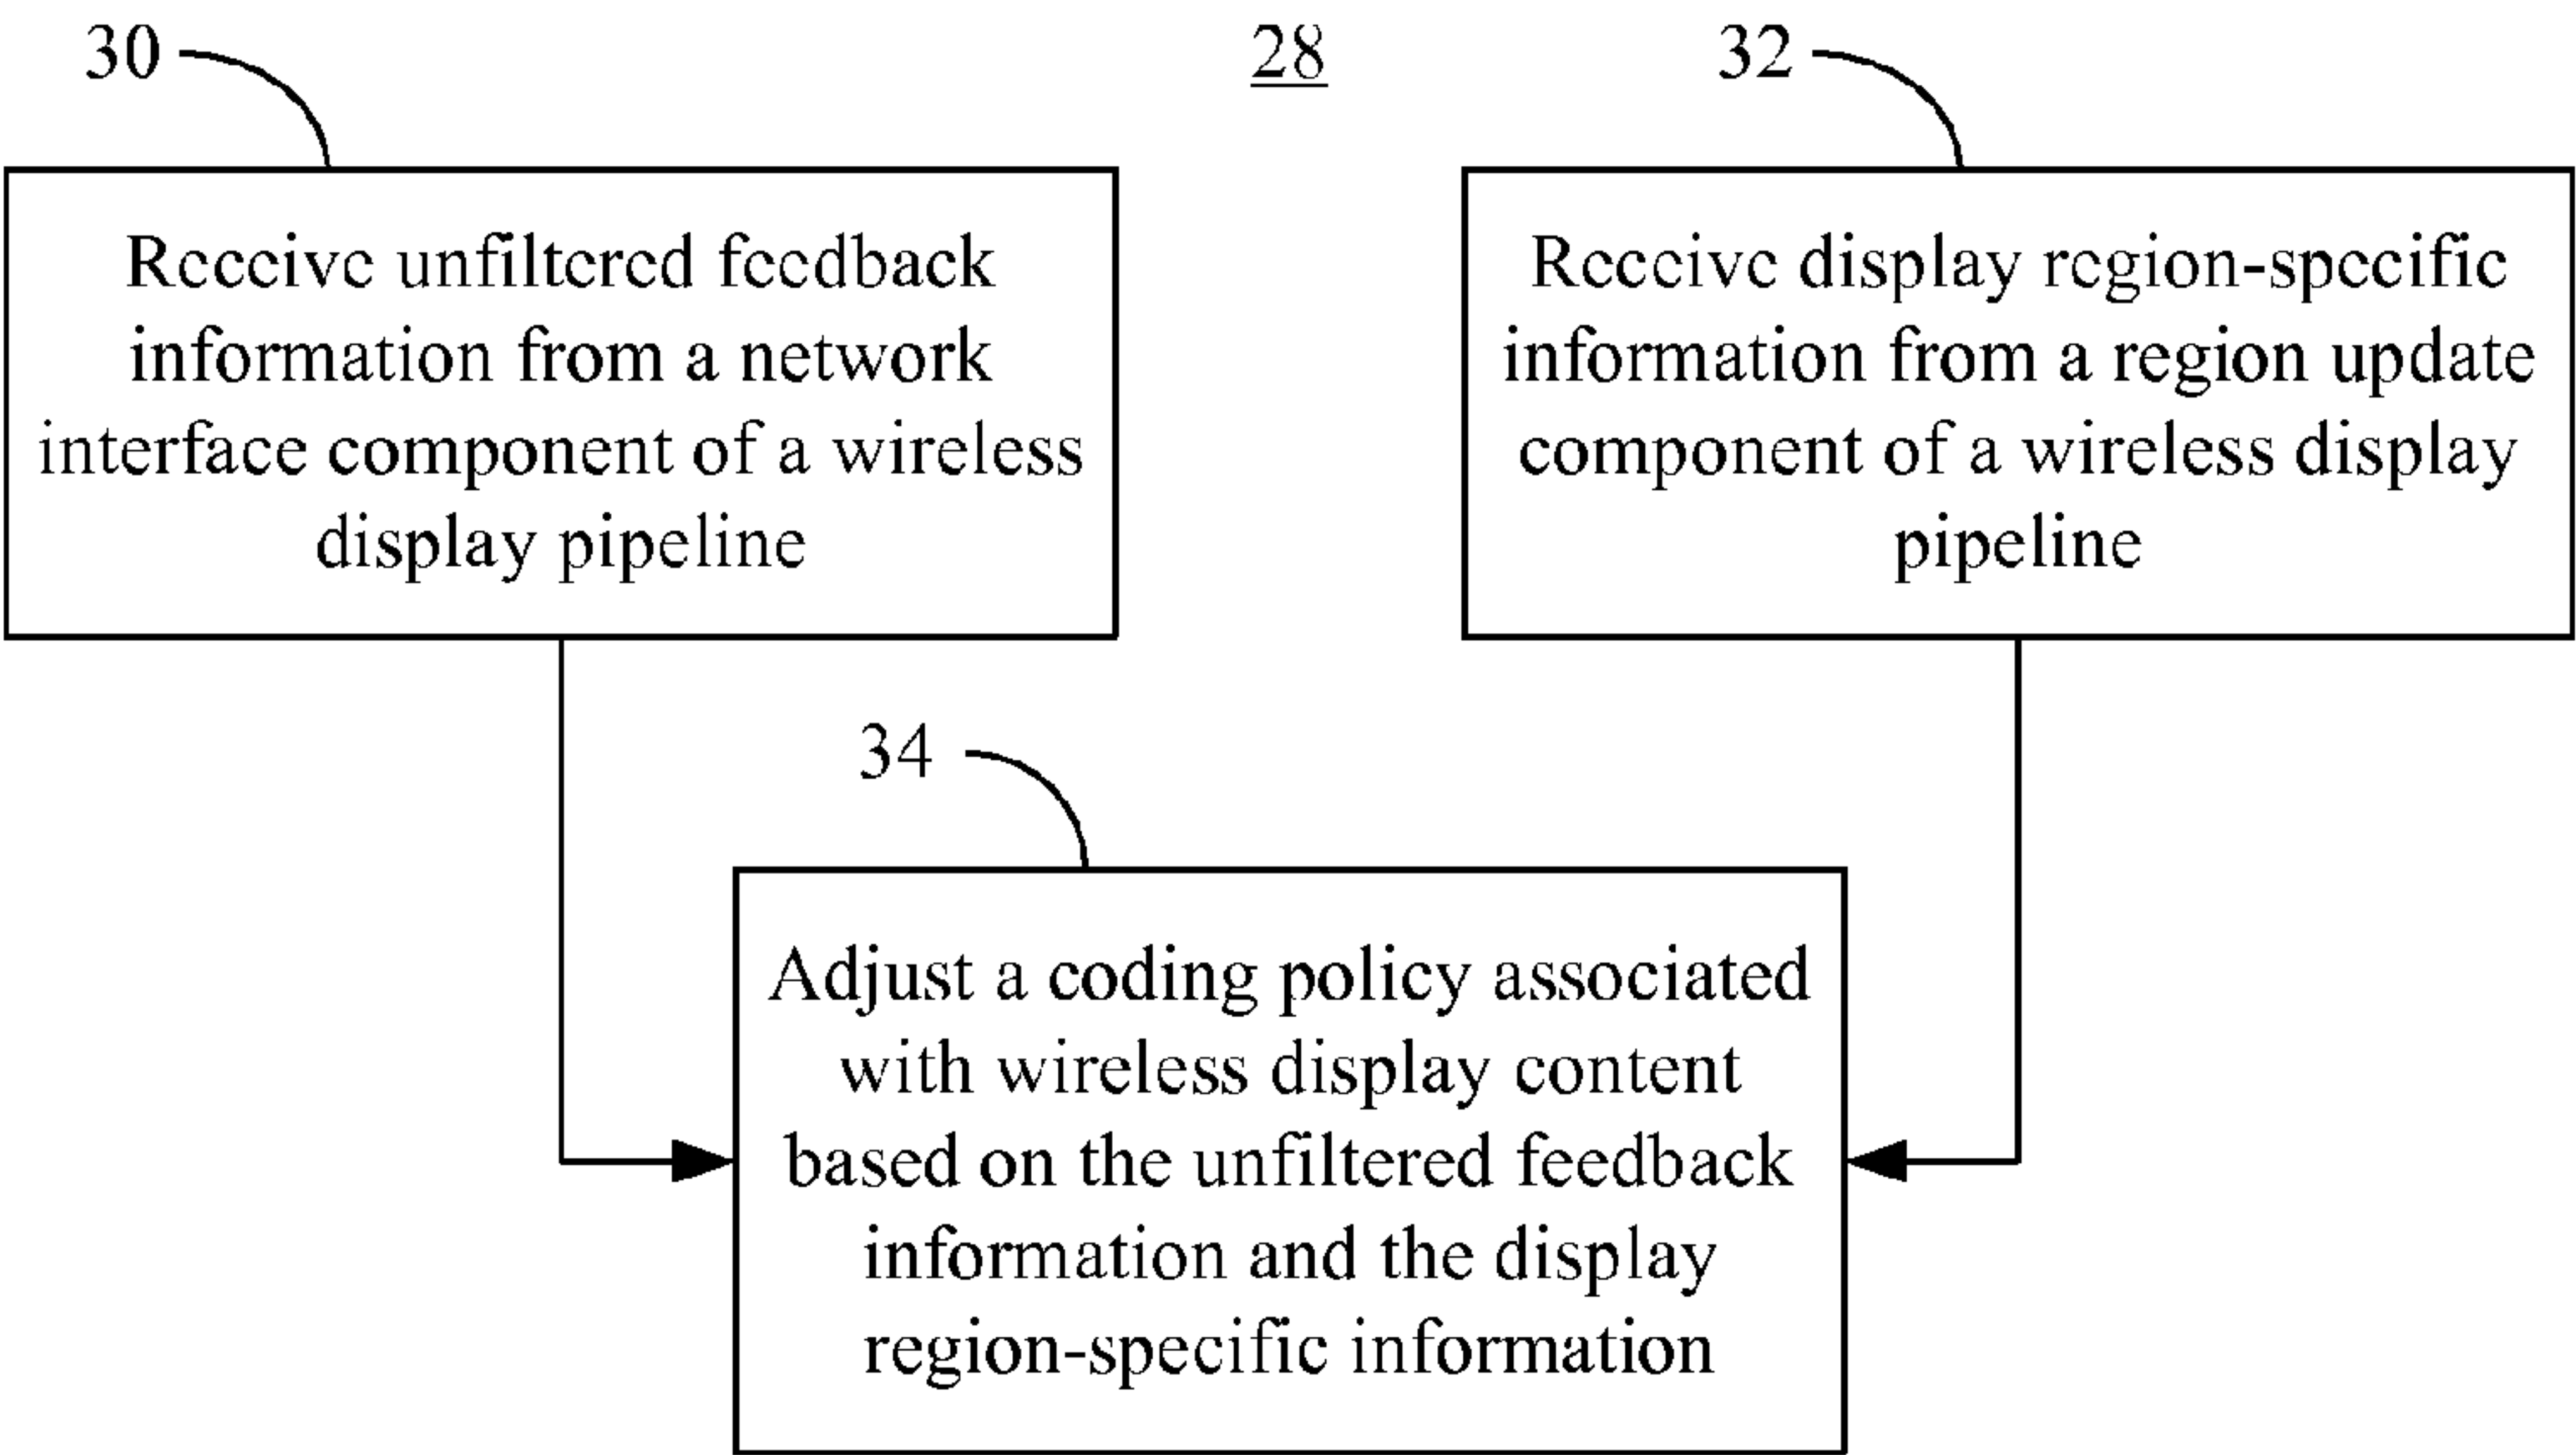 30
28
32
Receive unfiltered feedback
information from a network
interface component of a wireless
display pipeline
Receive display region-specific
information from a region update
component of a wireless display
pipeline
34
Adjust a coding policy associated
with wireless display content
based on the unfiltered feedback
information and the display
region-specific information